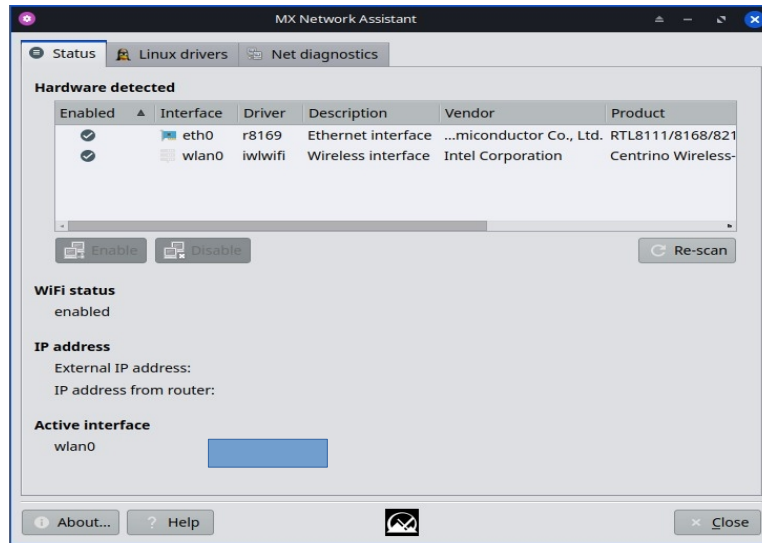 MX Network Assistant
Status Linux drivers Net diagnostics
Hardware detected
Enabled Interface Driver Description Vendor Product
eth0 r8169 Ethernet interface ...miconductor Co., Ltd. RTL8111/8168/821
wlan0 iwlwifi Wireless interface Intel Corporation Centrino Wireless-
Enable Disable Re-scan
WiFi status
enabled
IP address
External IP address:
IP address from router:
Active interface
wlan0
About... Help Close